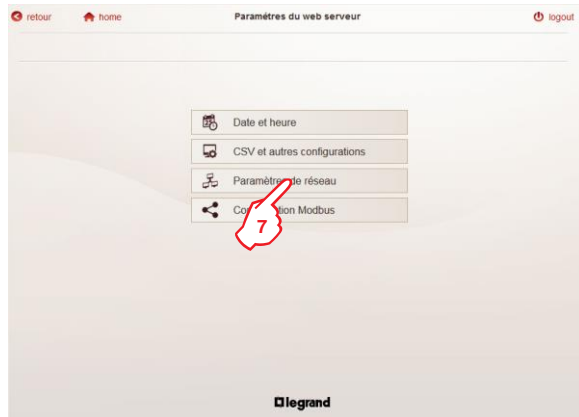 retour home Paramétres du web serveur logout
Date et heure
CSV et autres configurations
Paramètres de réseau
Modbus
7
legrand